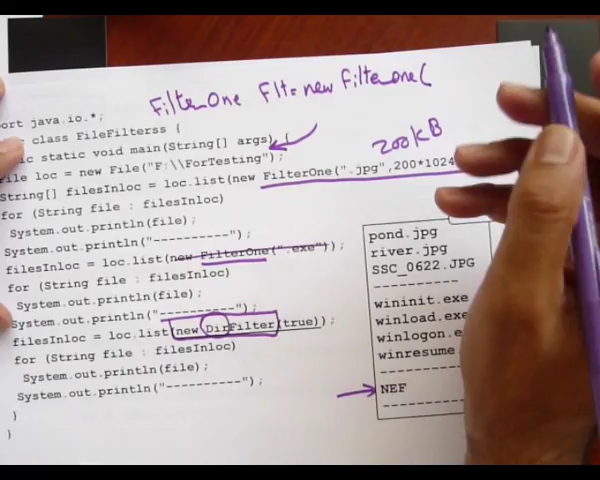 FilterOne Flt= new filterone(
200KB
ort java.io.*;
class FileFilterss {
ic static void main(String[] args) {
File loc = new File("F:\\ForTesting");
String[] filesInloc = loc.list(new FilterOne(".jpg",200*1024
for (String file : filesInloc)
System.out.println(file);
System.out.println("----------");
filesInloc = loc.list(new FilterOne(".exe"));
for (String file : filesInloc)
System.out.println(file);
System.out.println("----------");
filesInloc = loc.list(new DirFilter(true));
for (String file : filesInloc)
System.out.println(file);
System.out.println("----------");
}
}
pond.jpg
river.jpg
SSC_0622.JPG
----------
wininit.exe
winload.exe
winlogon.e
winresume.
----------
NEF
----------